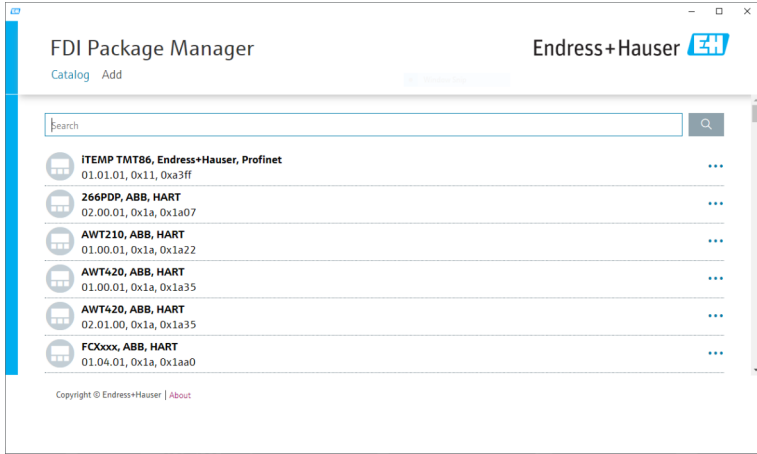 FDI Package Manager
Endress+Hauser EH
Catalog Add
Search
iTEMP TMT86, Endress+Hauser, Profinet
01.01.01, 0x11, 0xa3ff
266PDP, ABB, HART
02.00.01, 0x1a, 0x1a07
AWT210, ABB, HART
01.00.01, 0x1a, 0x1a22
AWT420, ABB, HART
01.00.01, 0x1a, 0x1a35
AWT420, ABB, HART
02.01.00, 0x1a, 0x1a35
FCXxxx, ABB, HART
01.04.01, 0x1a, 0x1aa0
Copyright © Endress+Hauser | About